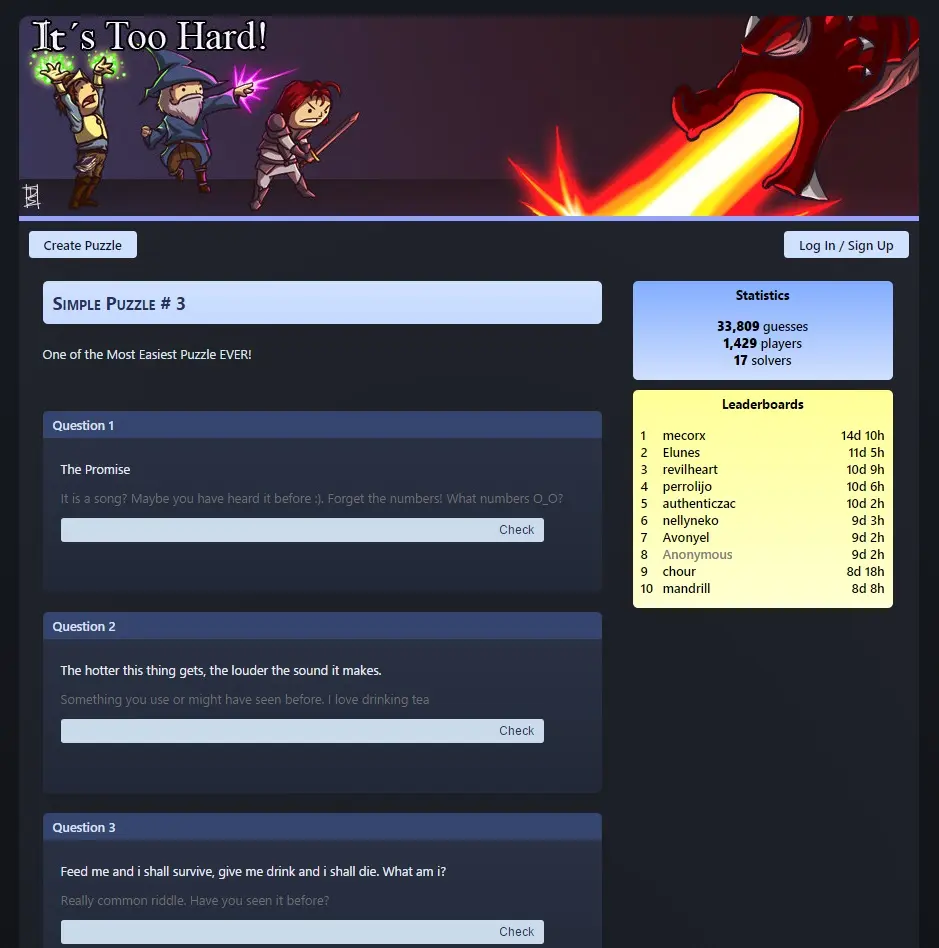 It´s Too Hard!
Create Puzzle
Log In / Sign Up
Simple Puzzle # 3
One of the Most Easiest Puzzle EVER!
Question 1
The Promise
It is a song? Maybe you have heard it before :). Forget the numbers! What numbers O_O?
Check
Question 2
The hotter this thing gets, the louder the sound it makes.
Something you use or might have seen before. I love drinking tea
Check
Question 3
Feed me and i shall survive, give me drink and i shall die. What am i?
Really common riddle. Have you seen it before?
Check
Statistics
33,809 guesses
1,429 players
17 solvers
Leaderboards
1 mecorx 14d 10h
2 Elunes 11d 5h
3 revilheart 10d 9h
4 perrolijo 10d 6h
5 authenticzac 10d 2h
6 nellyneko 9d 3h
7 Avonyel 9d 2h
8 Anonymous 9d 2h
9 chour 8d 18h
10 mandrill 8d 8h